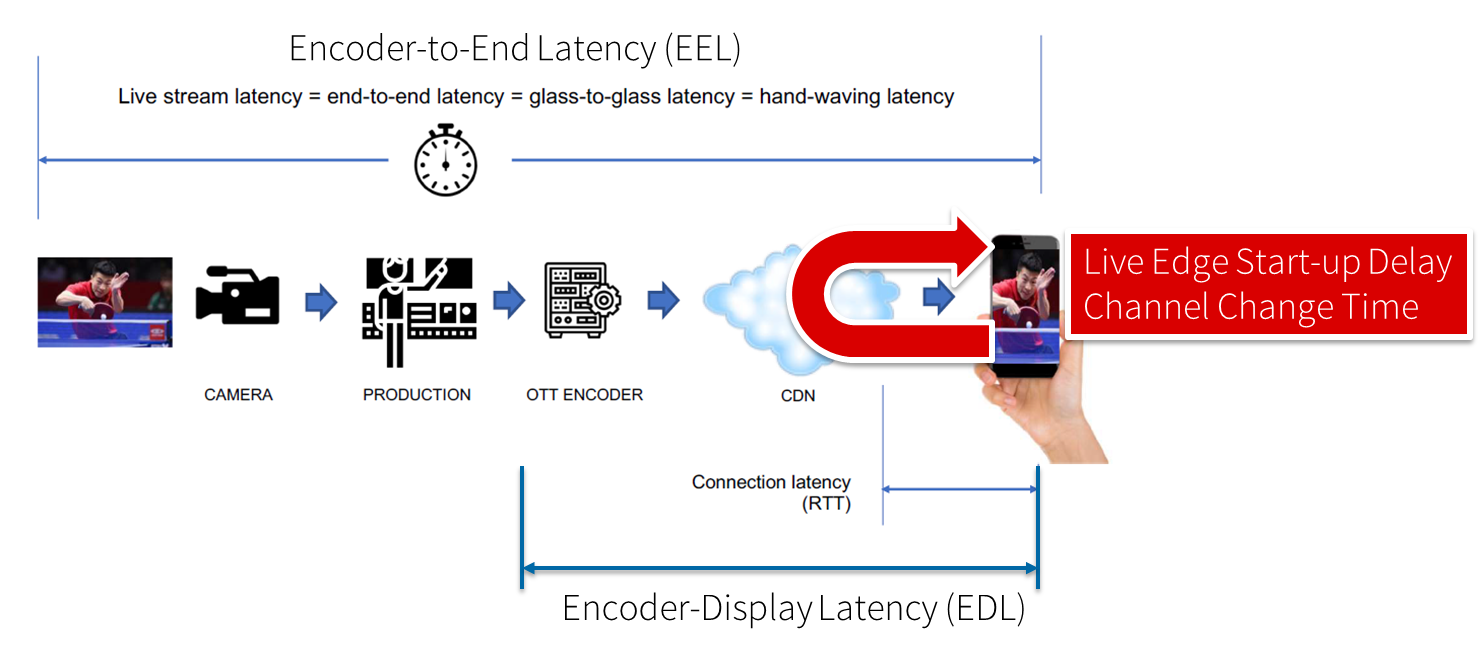 Encoder-to-End Latency (EEL)
Live stream latency = end-to-end latency = glass-to-glass latency = hand-waving latency
Live Edge Start-up Delay
Channel Change Time
CAMERA
PRODUCTION
OTT ENCODER
CDN
Connection latency
(RTT)
Encoder-Display Latency (EDL)